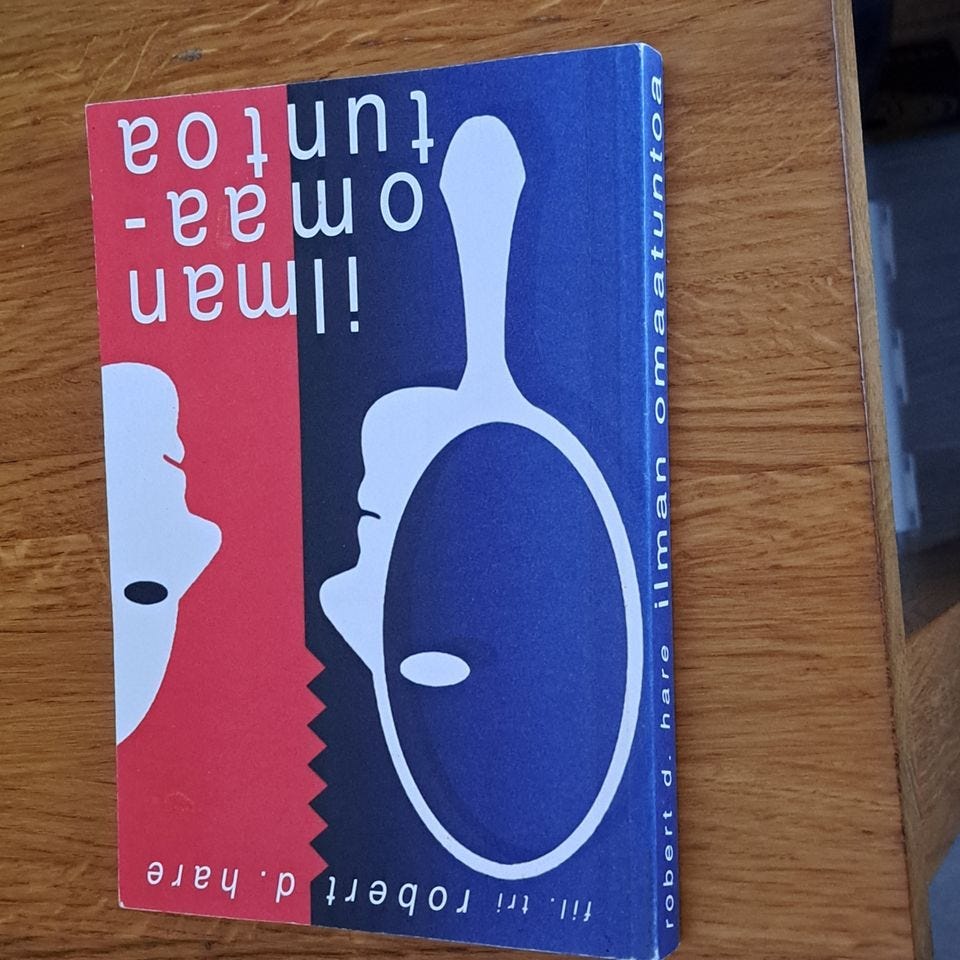 fil. tri robert d. hare
ilman
omaa-
tuntoa
robert d. hare ilman omaatuntoa